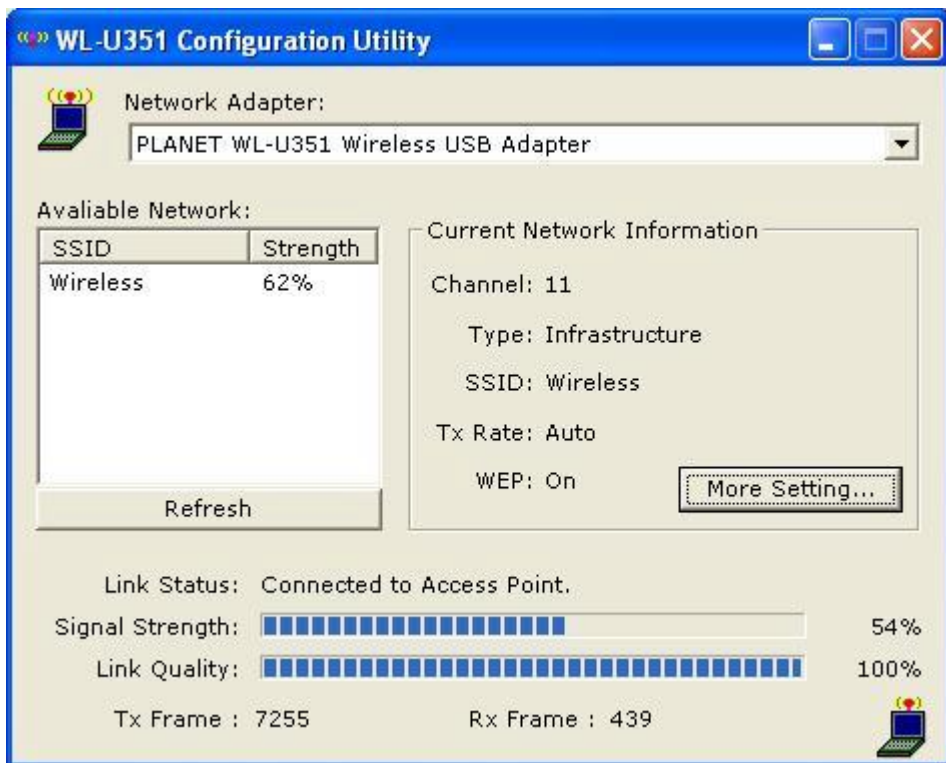 WL-U351 Configuration Utility
Network Adapter:
PLANET WL-U351 Wireless USB Adapter
Avaliable Network:
SSID Strength
Wireless 62%
Refresh
Current Network Information
Channel: 11
Type: Infrastructure
SSID: Wireless
Tx Rate: Auto
WEP: On
More Setting...
Link Status: Connected to Access Point.
Signal Strength: 54%
Link Quality: 100%
Tx Frame : 7255 Rx Frame : 439